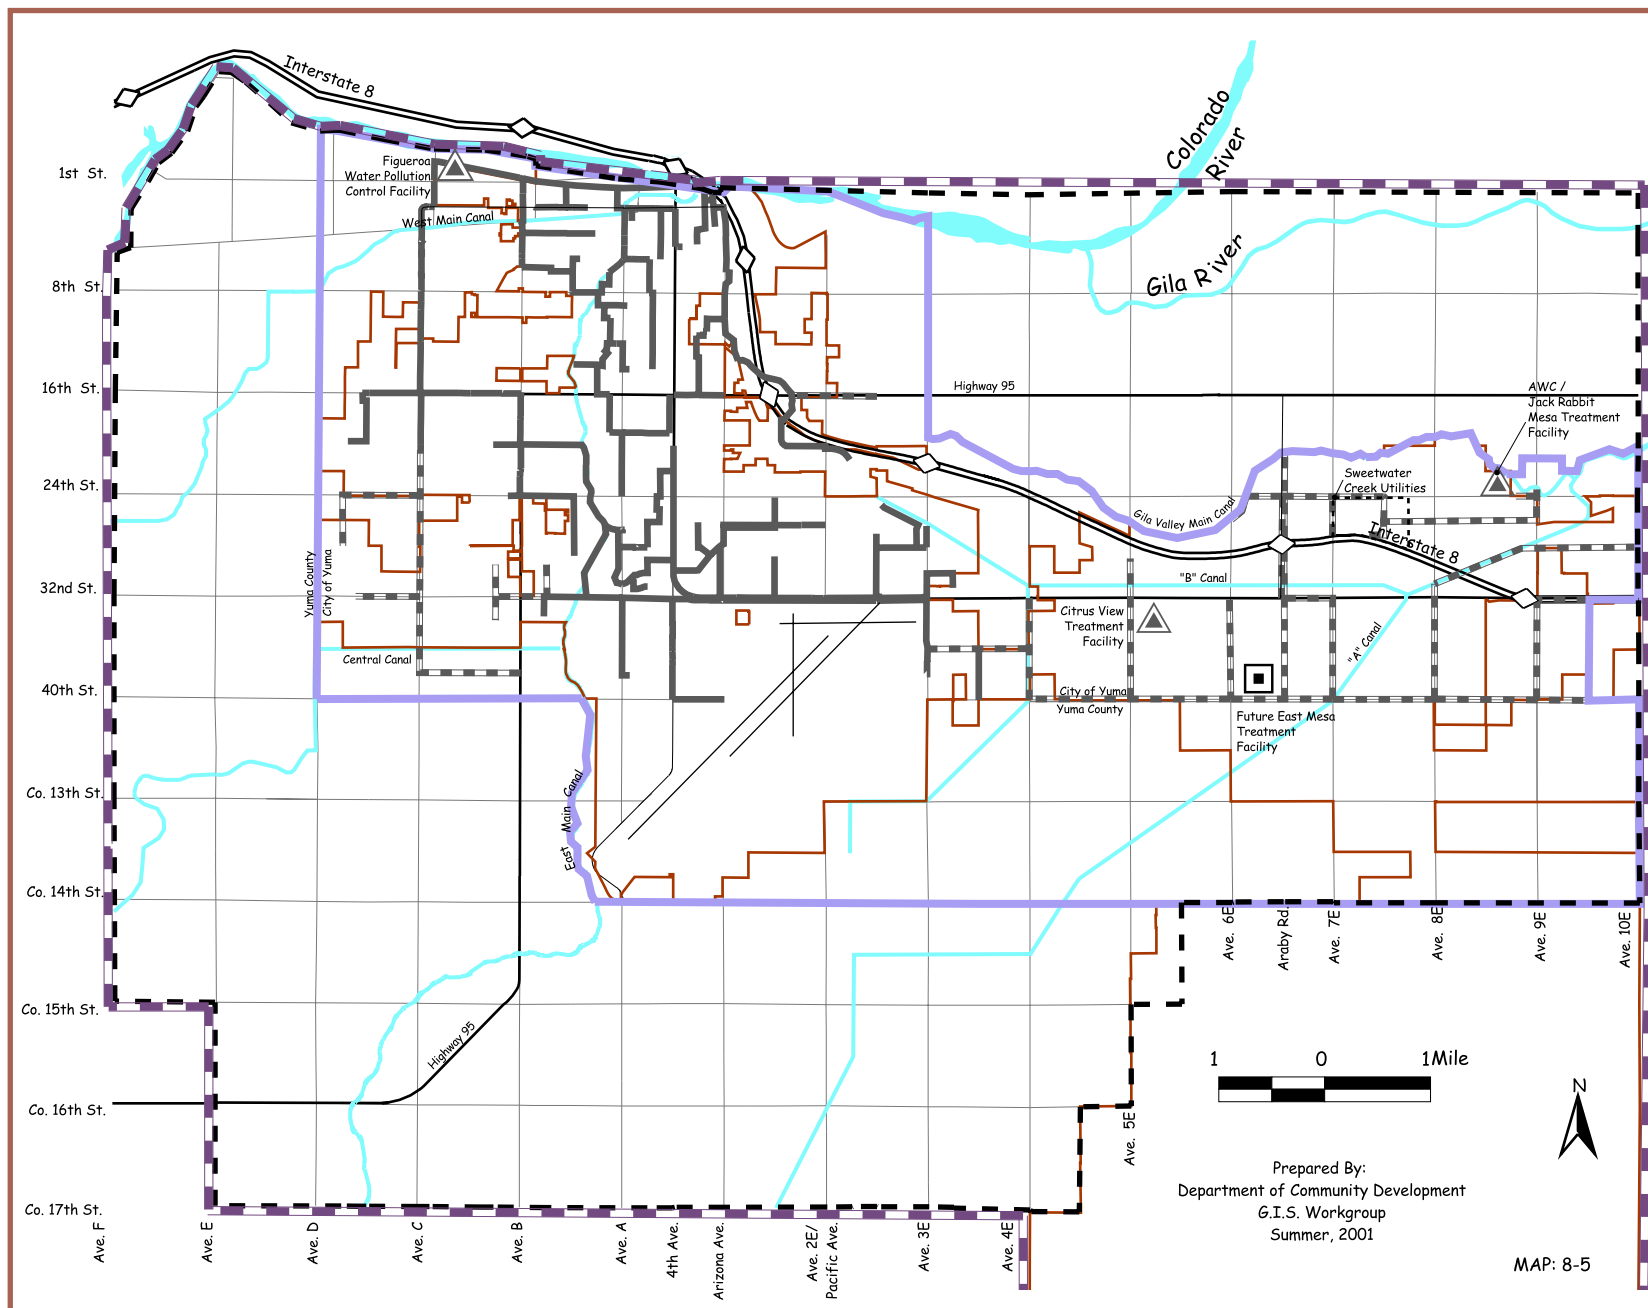 Interstate 8
Colorado
River
1st St.
Figueroa
Water Pollution
Control Facility
West Main Canal
Gila River
8th St.
16th St.
Highway 95
AWC /
Jack Rabbit
Mesa Treatment
Facility
24th St.
Sweetwater
Creek Utilities
Gila Valley Main Canal
Interstate 8
Yuma County
City of Yuma
32nd St.
"B" Canal
Citrus View
Treatment
Facility
"A" Canal
Central Canal
40th St.
City of Yuma
Yuma County
Future East Mesa
Treatment
Facility
Co. 13th St.
East Main Canal
Co. 14th St.
Ave. 6E
Araby Rd.
Ave. 7E
Ave. 8E
Ave. 9E
Ave. 10E
Co. 15th St.
Highway 95
1 0 1Mile
N
Co. 16th St.
Ave. 5E
Prepared By:
Department of Community Development
G.I.S. Workgroup
Summer, 2001
Co. 17th St.
Ave. F
Ave. E
Ave. D
Ave. C
Ave. B
Ave. A
4th Ave.
Arizona Ave.
Ave. 2E/
Pacific Ave.
Ave. 3E
Ave. 4E
MAP: 8-5